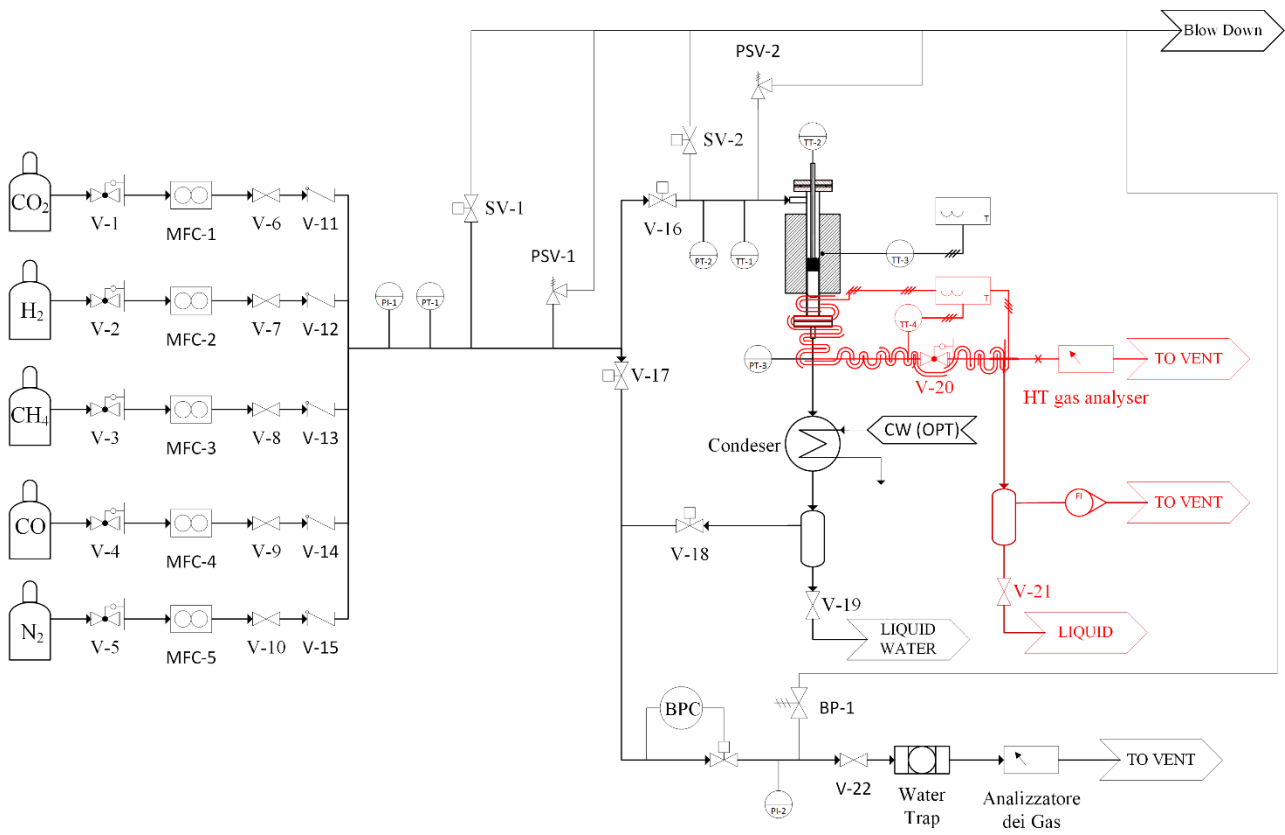 Blow Down
PSV-2
TT-2
SV-2
CO₂
V-1
MFC-1
V-6
V-11
SV-1
V-16
PT-2
TT-1
TT-3
T
PSV-1
H₂
V-2
MFC-2
V-7
V-12
PI-1
PT-1
T
TT-4
PT-3
V-20
HT gas analyser
TO VENT
V-17
CH₄
V-3
MFC-3
V-8
V-13
Condeser
CW (OPT)
CO
V-4
MFC-4
V-9
V-14
V-18
FI
TO VENT
V-19
V-21
LIQUID
WATER
LIQUID
N₂
V-5
MFC-5
V-10
V-15
BPC
BP-1
PI-2
V-22
Water
Trap
Analizzatore
dei Gas
TO VENT